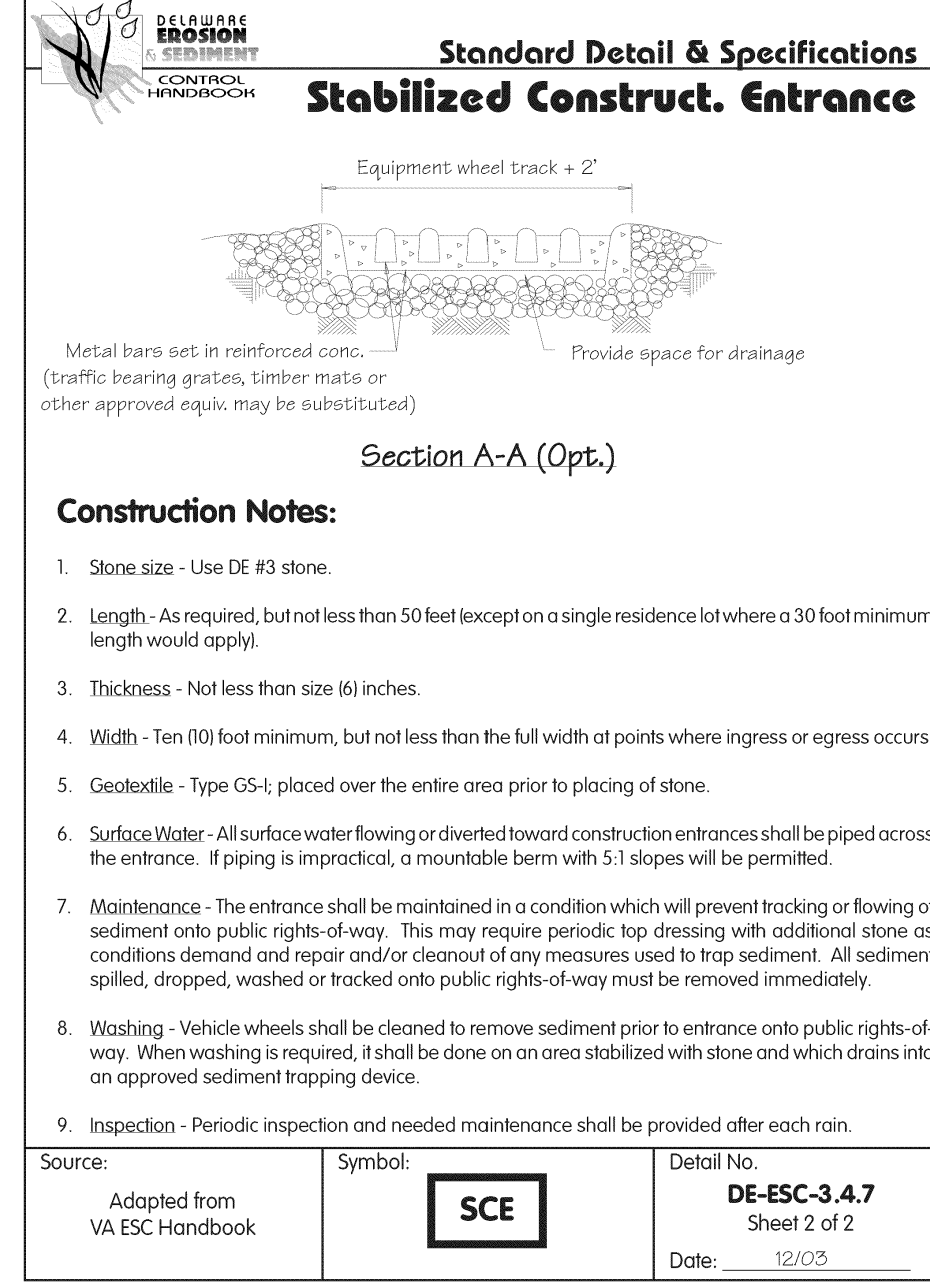 DELAWARE
EROSION
& SEDIMENT
CONTROL
HANDBOOK
Standard Detail & Specifications
Stabilized Construct. Entrance
Equipment wheel track + 2'
Metal bars set in reinforced conc.
(traffic bearing grates, timber mats or
other approved equiv. may be substituted)
Provide space for drainage
Section A-A (Opt.)
Construction Notes:
1. Stone size - Use DE #3 stone.
2. Length - As required, but not less than 50 feet (except on a single residence lot where a 30 foot minimum
length would apply).
3. Thickness - Not less than size (6) inches.
4. Width - Ten (10) foot minimum, but not less than the full width at points where ingress or egress occurs
5. Geotextile - Type GS-I; placed over the entire area prior to placing of stone.
6. Surface Water - All surface water flowing or diverted toward construction entrances shall be piped across
the entrance. If piping is impractical, a mountable berm with 5:1 slopes will be permitted.
7. Maintenance - The entrance shall be maintained in a condition which will prevent tracking or flowing of
sediment onto public rights-of-way. This may require periodic top dressing with additional stone as
conditions demand and repair and/or cleanout of any measures used to trap sediment. All sediment
spilled, dropped, washed or tracked onto public rights-of-way must be removed immediately.
8. Washing - Vehicle wheels shall be cleaned to remove sediment prior to entrance onto public rights-of-
way. When washing is required, it shall be done on an area stabilized with stone and which drains into
an approved sediment trapping device.
9. Inspection - Periodic inspection and needed maintenance shall be provided after each rain.
Source:
Adapted from
VA ESC Handbook
Symbol:
SCE
Detail No.
DE-ESC-3.4.7
Sheet 2 of 2
Date: 12/03